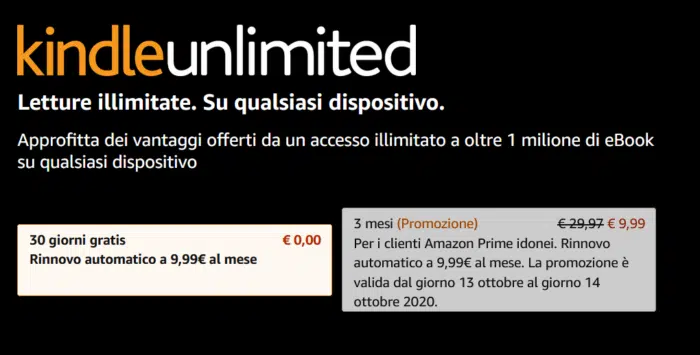 kindleunlimited
Letture illimitate. Su qualsiasi dispositivo.
Approfitta dei vantaggi offerti da un accesso illimitato a oltre 1 milione di eBook
su qualsiasi dispositivo
30 giorni gratis € 0,00
Rinnovo automatico a 9,99€ al mese
3 mesi (Promozione) € 29,97 € 9,99
Per i clienti Amazon Prime idonei. Rinnovo
automatico a 9,99€ al mese. La promozione è
valida dal giorno 13 ottobre al giorno 14
ottobre 2020.